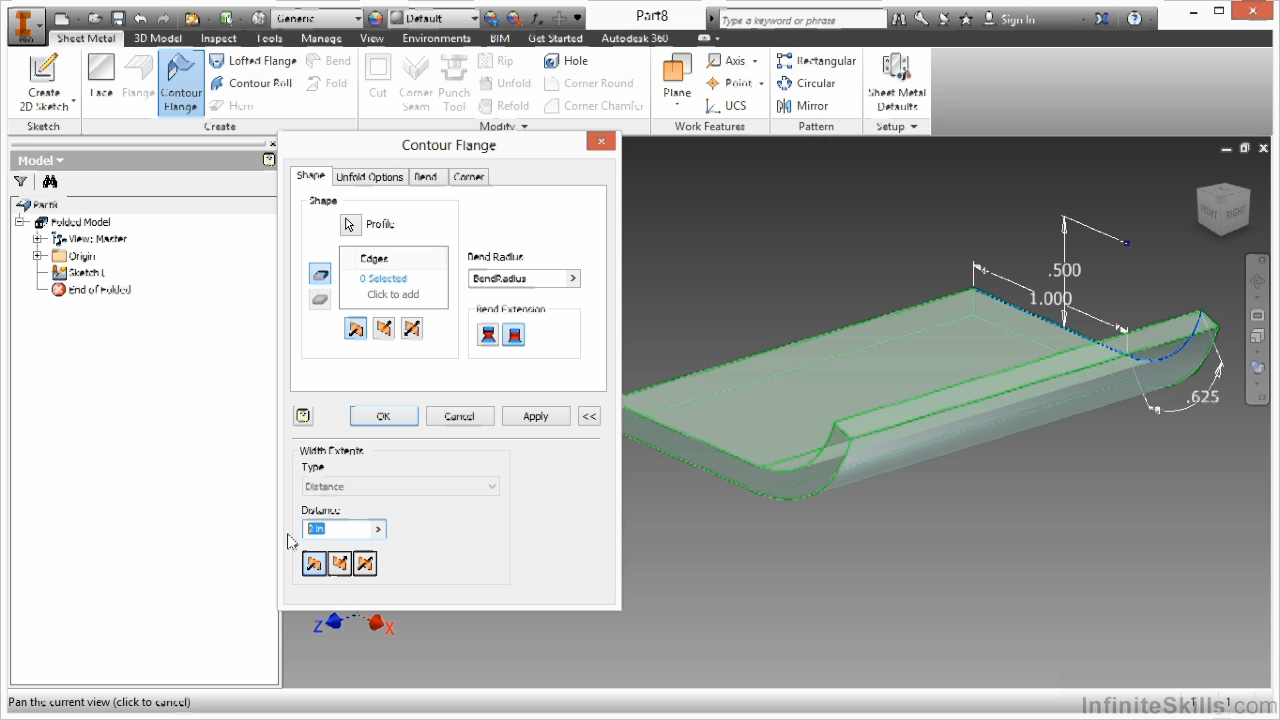 Generic
Default
Part8
Type a keyword or phrase
Sign In
Sheet Metal
3D Model
Inspect
Tools
Manage
View
Environments
BIM
Get Started
Autodesk 360
Create
2D Sketch
Sketch
Face
Flange
Contour
Flange
Lofted Flange
Contour Roll
Hem
Bend
Fold
Create
Cut
Corner
Seam
Punch
Tool
Rip
Unfold
Refold
Hole
Corner Round
Corner Chamfer
Modify
Plane
Axis
Point
UCS
Work Features
Rectangular
Circular
Mirror
Pattern
Sheet Metal
Defaults
Setup
Model
Part8
Folded Model
View: Master
Origin
Sketch1
End of Folded
Contour Flange
Shape
Unfold Options
Bend
Corner
Shape
Profile
Edges
0 Selected
Click to add
Bend Radius
BendRadius
Bend Extension
OK
Cancel
Apply
<<
Width Extents
Type
Distance
Distance
FRONT
RIGHT
.500
1.000
.625
Z
X
Pan the current view (click to cancel)
1
1
InfiniteSkills.com